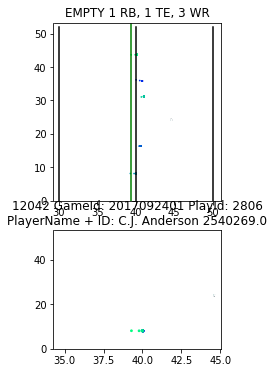 EMPTY 1 RB, 1 TE, 3 WR
50
40
30
20
10
0
30 35 40 45 50
12042 GameId: 2017092401 PlayId: 2806
PlayerName + ID: C.J. Anderson 2540269.0
40
20
0
35.0 37.5 40.0 42.5 45.0